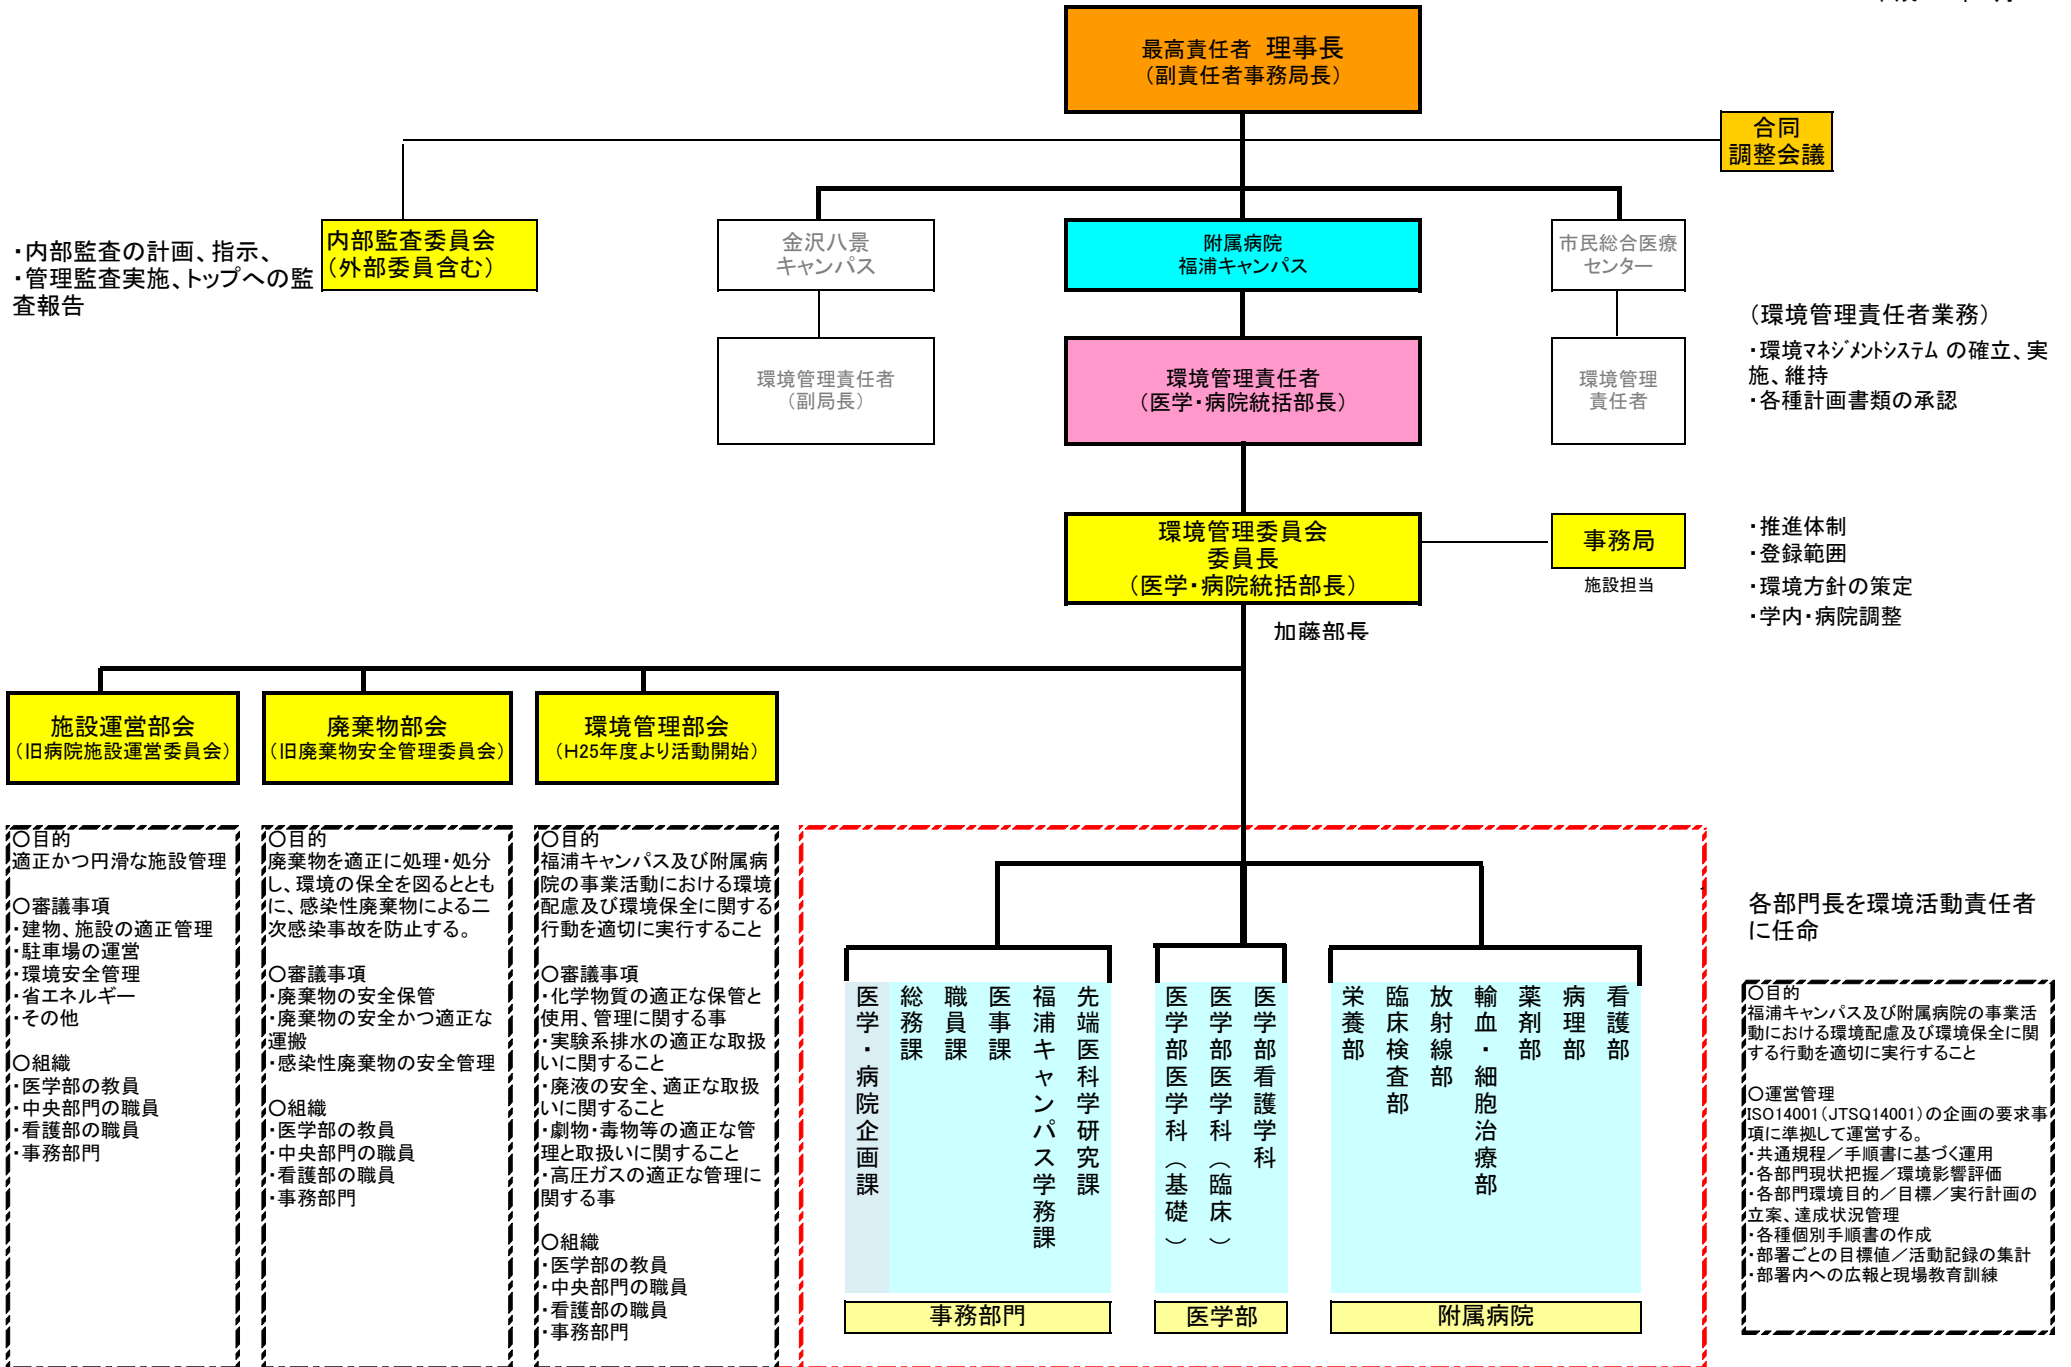 最高責任者 理事長
（副責任者事務局長）
合同
調整会議
・内部監査の計画、指示、
・管理監査実施、トップへの監
査報告
内部監査委員会
（外部委員含む）
金沢八景
キャンパス
附属病院
福浦キャンパス
市民総合医療
センター
環境管理責任者
（副局長）
環境管理責任者
（医学・病院統括部長）
環境管理
責任者
（環境管理責任者業務）
・環境ﾏﾈｼﾞﾒﾝﾄｼｽﾃﾑ の確立、実
施、維持
・各種計画書類の承認
環境管理委員会
委員長
（医学・病院統括部長）
事務局
施設担当
・推進体制
・登録範囲
・環境方針の策定
・学内・病院調整
加藤部長
施設運営部会
（旧病院施設運営委員会）
廃棄物部会
（旧廃棄物安全管理委員会）
環境管理部会
（H25年度より活動開始）
〇目的
適正かつ円滑な施設管理
〇審議事項
・建物、施設の適正管理
・駐車場の運営
・環境安全管理
・省エネルギー
・その他
〇組織
・医学部の教員
・中央部門の職員
・看護部の職員
・事務部門
〇目的
廃棄物を適正に処理・処分
し、環境の保全を図るととも
に、感染性廃棄物による二
次感染事故を防止する。
〇審議事項
・廃棄物の安全保管
・廃棄物の安全かつ適正な
運搬
・感染性廃棄物の安全管理
〇組織
・医学部の教員
・中央部門の職員
・看護部の職員
・事務部門
〇目的
福浦キャンパス及び附属病
院の事業活動における環境
配慮及び環境保全に関する
行動を適切に実行すること
〇審議事項
・化学物質の適正な保管と
使用、管理に関する事
・実験系排水の適正な取扱
いに関すること
・廃液の安全、適正な取扱
いに関すること
・劇物・毒物等の適正な管
理と取扱いに関すること
・高圧ガスの適正な管理に
関する事
〇組織
・医学部の教員
・中央部門の職員
・看護部の職員
・事務部門
医学・病院企画課
総務課
職員課
医事課
福浦キャンパス学務課
先端医科学研究課
事務部門
医学部医学科（基礎）
医学部医学科（臨床）
医学部看護学科
医学部
栄養部
臨床検査部
放射線部
輸血・細胞治療部
薬剤部
病理部
看護部
附属病院
各部門長を環境活動責任者
に任命
〇目的
福浦キャンパス及び附属病院の事業活
動における環境配慮及び環境保全に関
する行動を適切に実行すること
〇運営管理
ISO14001（JTSQ14001）の企画の要求事
項に準拠して運営する。
・共通規程／手順書に基づく運用
・各部門現状把握／環境影響評価
・各部門環境目的／目標／実行計画の
立案、達成状況管理
・各種個別手順書の作成
・部署ごとの目標値／活動記録の集計
・部署内への広報と現場教育訓練